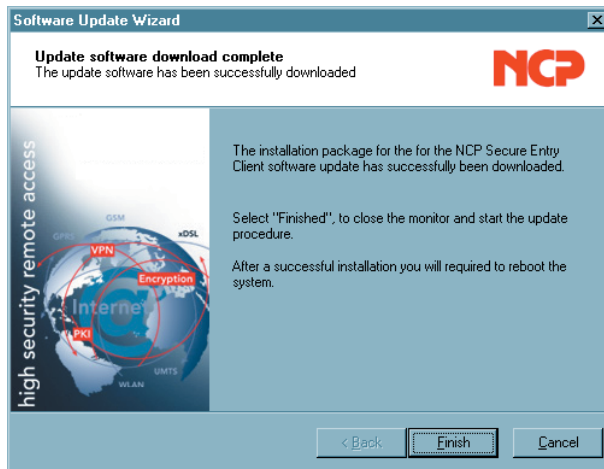 Software Update Wizard
Update software download complete
The update software has been successfully downloaded
NCP
high security remote access
GSM
GPRS
xDSL
VPN
Encryption
Internet
PKI
UMTS
WLAN
The installation package for the for the NCP Secure Entry
Client software update has successfully been downloaded.
Select "Finished", to close the monitor and start the update
procedure.
After a successful installation you will required to reboot the
system.
< Back
Finish
Cancel